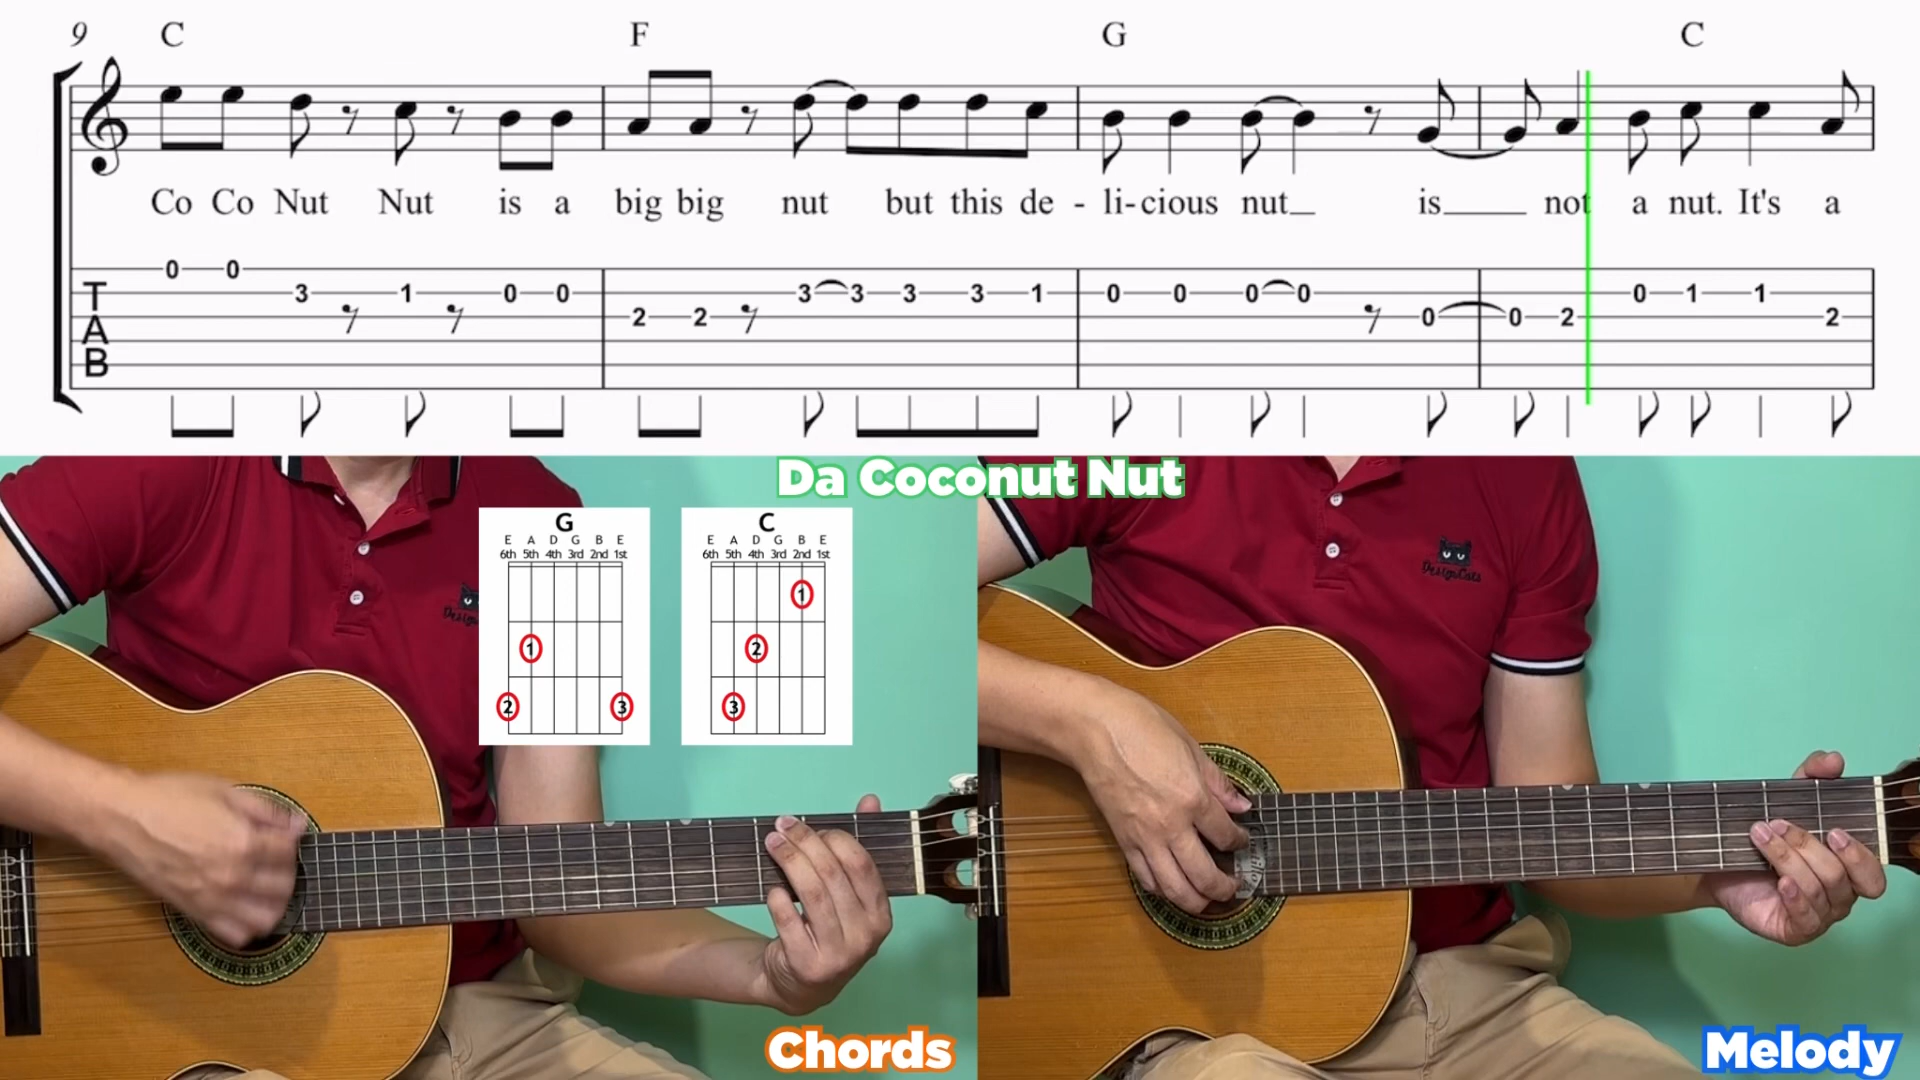 9 C F G C
Co Co Nut Nut is a big big nut but this de - li-cious nut_ is___ not a nut. It's a
0 0 3 1 0 0 2 2 3 3 3 3 1 0 0 0 0 0 0 2 0 1 1 2
T
A
B
Da Coconut Nut
G C
E A D G B E E A D G B E
6th 5th 4th 3rd 2nd 1st 6th 5th 4th 3rd 2nd 1st
1
1 2
2 3 3
DesignCats
Chords Melody